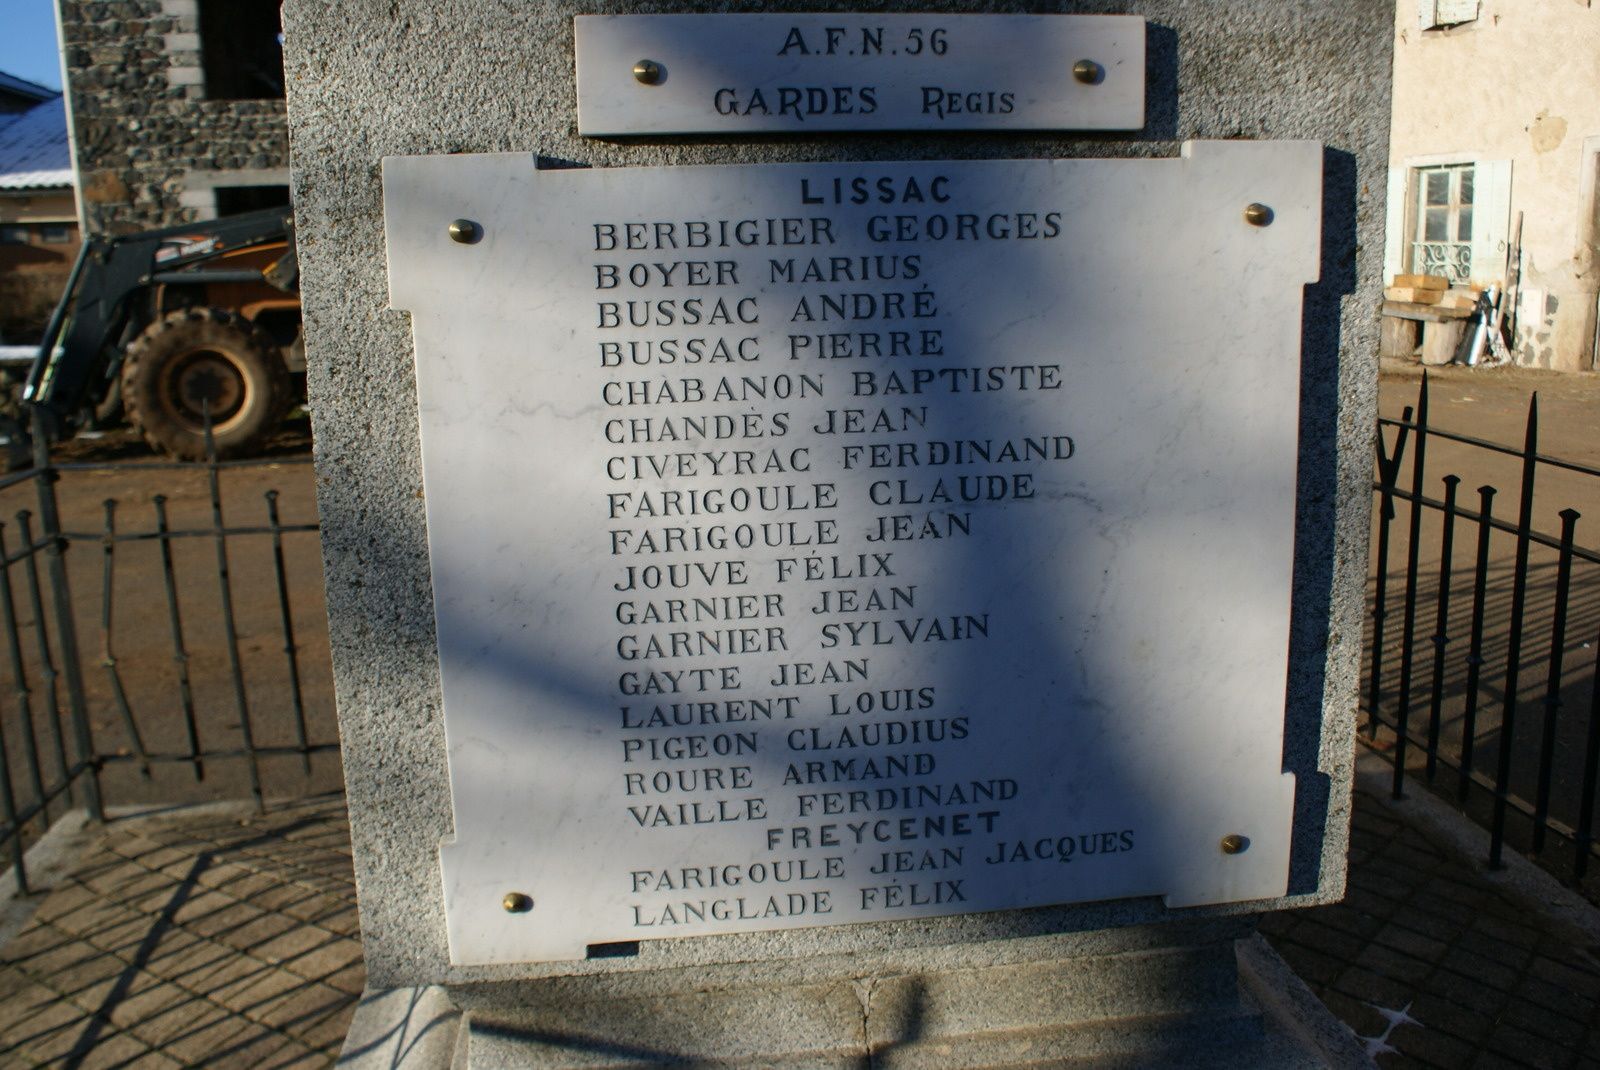 A.F.N. 56
GARDES REGIS
LISSAC
BERBIGIER GEORGES
BOYER MARIUS
BUSSAC ANDRÉ
BUSSAC PIERRE
CHABANON BAPTISTE
CHANDÈS JEAN
CIVEYRAC FERDINAND
FARIGOULE CLAUDE
FARIGOULE JEAN
JOUVE FÉLIX
GARNIER JEAN
GARNIER SYLVAIN
GAYTE JEAN
LAURENT LOUIS
PIGEON CLAUDIUS
ROURE ARMAND
VAILLE FERDINAND
FREYCENET
FARIGOULE JEAN JACQUES
LANGLADE FÉLIX